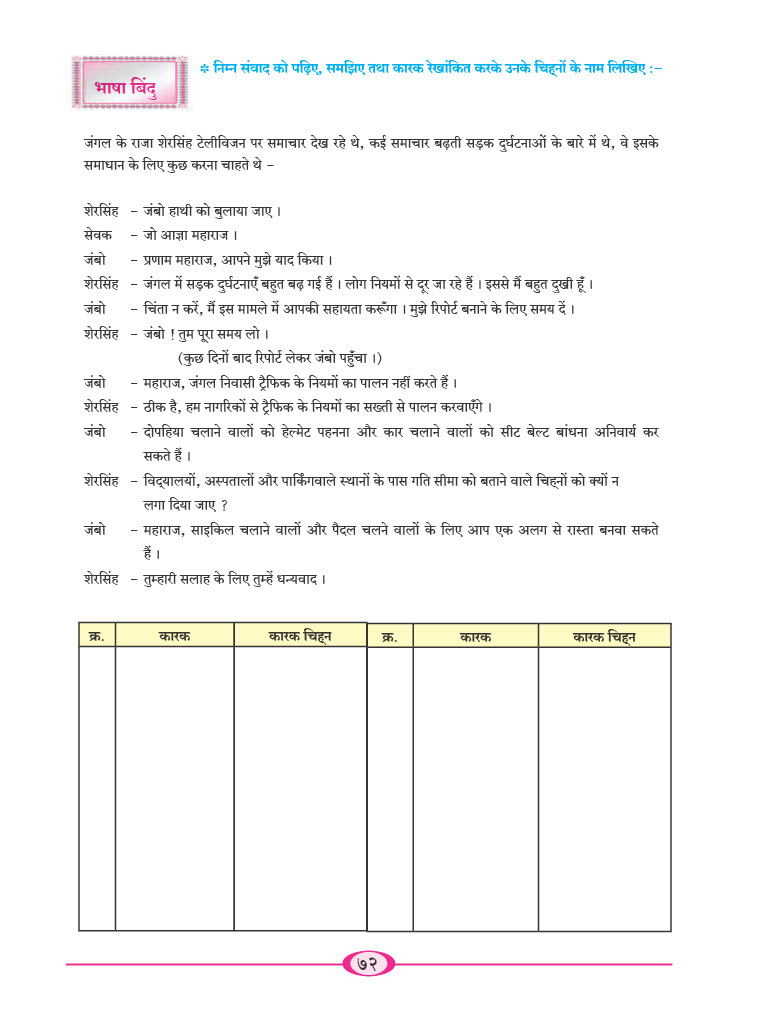 भाषा बिंदु
* निम्न संवाद को पढ़िए, समझिए तथा कारक रेखांकित करके उनके चिह्‌नों के नाम लिखिए :–
जंगल के राजा शेरसिंह टेलीविजन पर समाचार देख रहे थे, कई समाचार बढ़ती सड़क दुर्घटनाओं के बारे में थे, वे इसके
समाधान के लिए कुछ करना चाहते थे –
शेरसिंह – जंबो हाथी को बुलाया जाए ।
सेवक – जो आज्ञा महाराज ।
जंबो – प्रणाम महाराज, आपने मुझे याद किया ।
शेरसिंह – जंगल में सड़क दुर्घटनाएँ बहुत बढ़ गई हैं । लोग नियमों से दूर जा रहे हैं । इससे मैं बहुत दुखी हूँ ।
जंबो – चिंता न करें, मैं इस मामले में आपकी सहायता करूँगा । मुझे रिपोर्ट बनाने के लिए समय दें ।
शेरसिंह – जंबो ! तुम पूरा समय लो ।
(कुछ दिनों बाद रिपोर्ट लेकर जंबो पहुँचा ।)
जंबो – महाराज, जंगल निवासी ट्रैफिक के नियमों का पालन नहीं करते हैं ।
शेरसिंह – ठीक है, हम नागरिकों से ट्रैफिक के नियमों का सख्ती से पालन करवाएँगे ।
जंबो – दोपहिया चलाने वालों को हेल्मेट पहनना और कार चलाने वालों को सीट बेल्ट बांधना अनिवार्य कर
सकते हैं ।
शेरसिंह – विद्‌यालयों, अस्पतालों और पार्किंगवाले स्थानों के पास गति सीमा को बताने वाले चिह्‌नों को क्यों न
लगा दिया जाए ?
जंबो – महाराज, साइकिल चलाने वालों और पैदल चलने वालों के लिए आप एक अलग से रास्ता बनवा सकते
हैं ।
शेरसिंह – तुम्हारी सलाह के लिए तुम्हें धन्यवाद ।
क्र. कारक कारक चिह्‌न क्र. कारक कारक चिह्‌न
७२